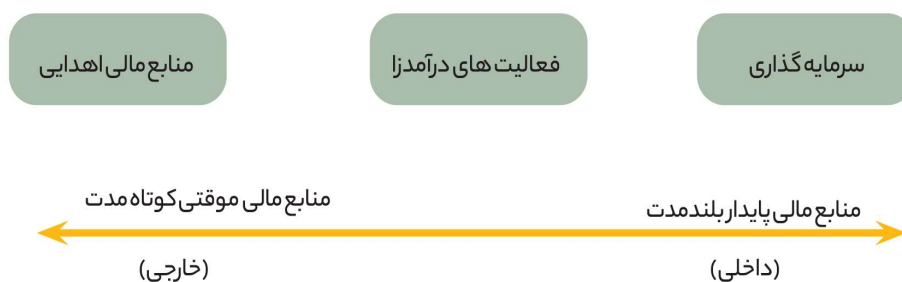 سرمایه گذاری
فعالیت های درآمدزا
منابع مالی اهدایی
منابع مالی پایدار بلندمدت
منابع مالی موقتی کوتاه مدت
(داخلی)
(خارجی)